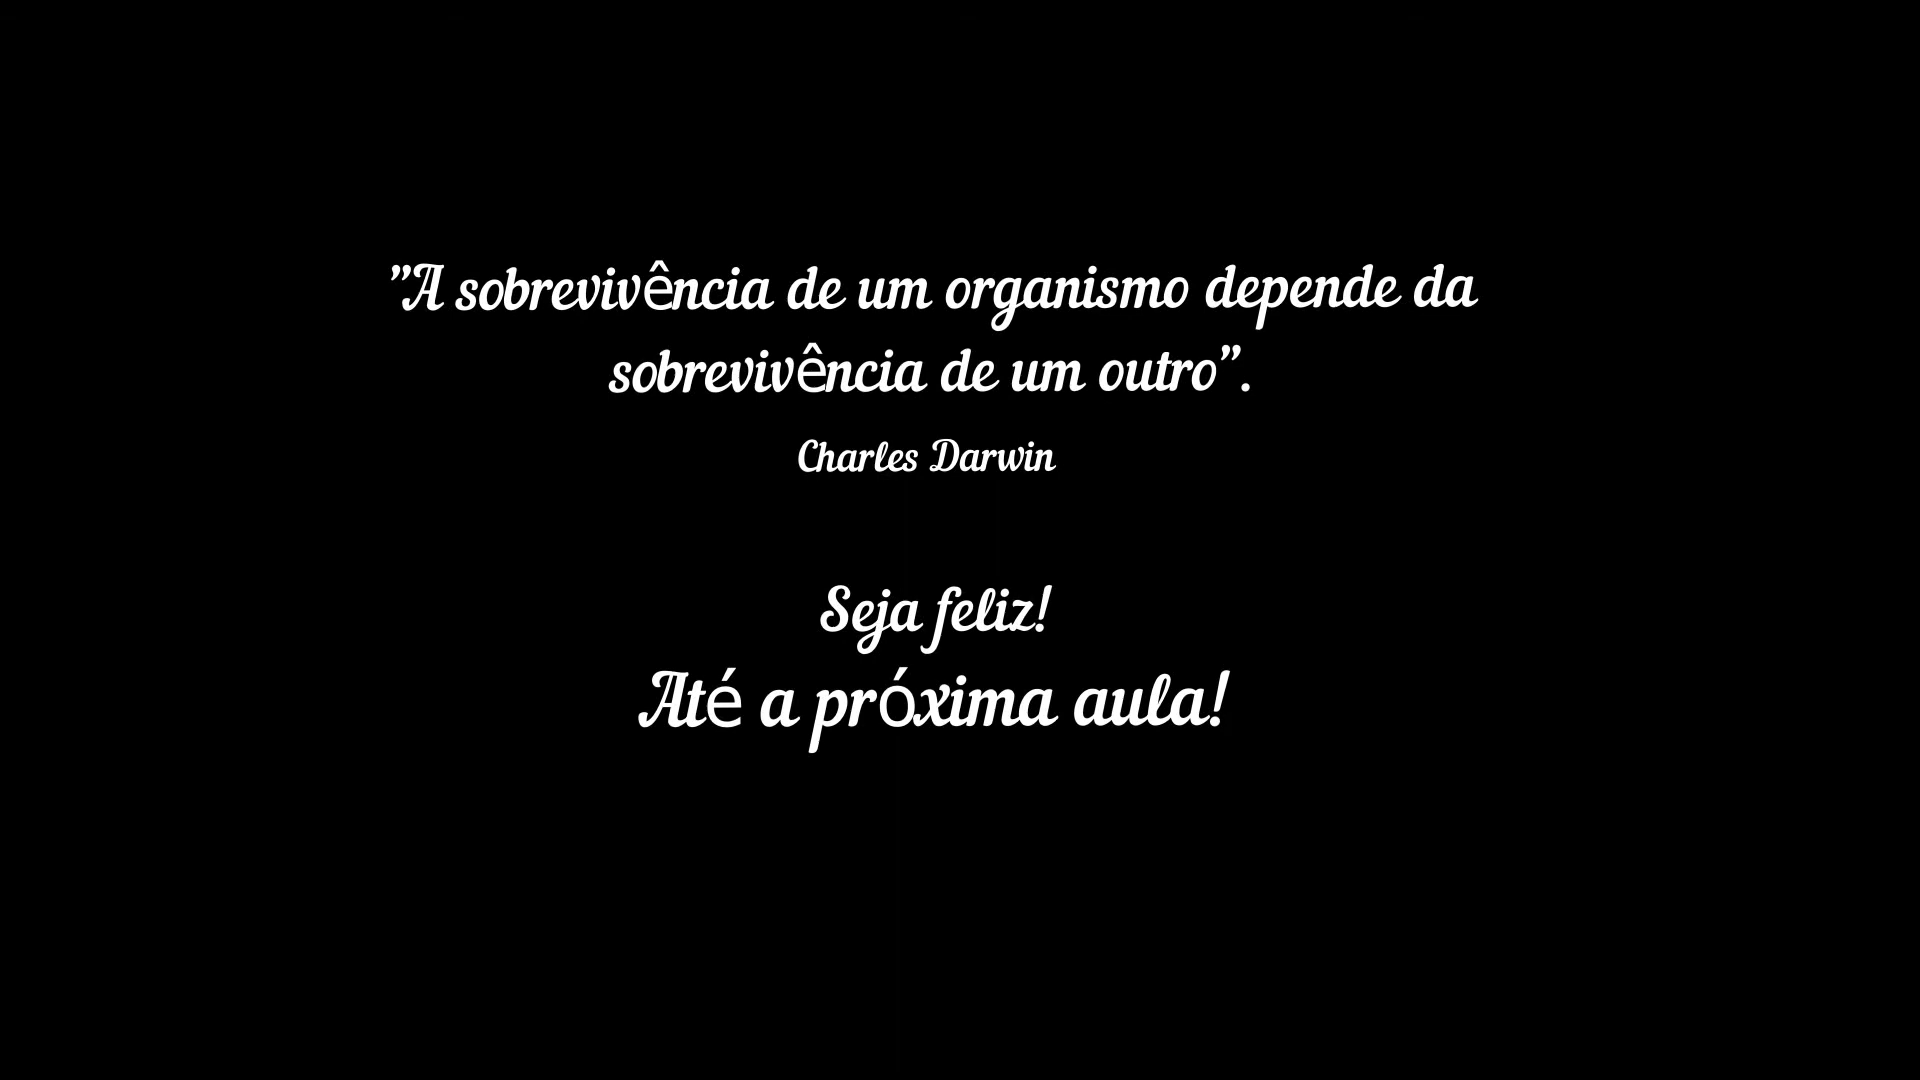 "A sobrevivência de um organismo depende da
sobrevivência de um outro".
Charles Darwin
Seja feliz!
Até a próxima aula!